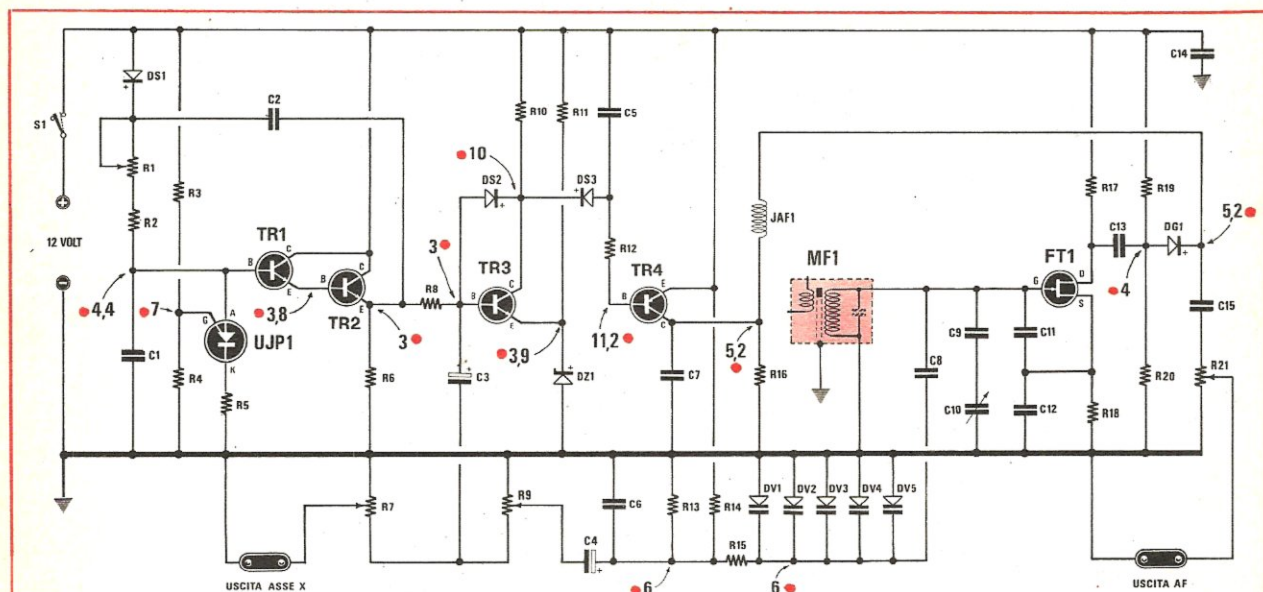 DS1
C14
C2
S1
R10
R11
C5
R1
10
R17
R19
DS2
DS3
R3
JAF1
C13
DG1
5,2
12 VOLT
R2
TR1
R12
MF1
FT1
C
B
E
TR2
R8
TR3
TR4
G
D
S
4
4,4
7
3,8
3
3,9
11,2
5,2
UJP1
G
A
K
B
C
E
B
C
E
B
E
C
C1
R4
R5
R6
C3
DZ1
C7
R16
C8
C9
C11
C10
C12
R18
R20
C15
R21
3
R7
R9
C6
R13
R14
DV1
DV2
DV3
DV4
DV5
C4
R15
USCITA ASSE X
6
6
USCITA AF